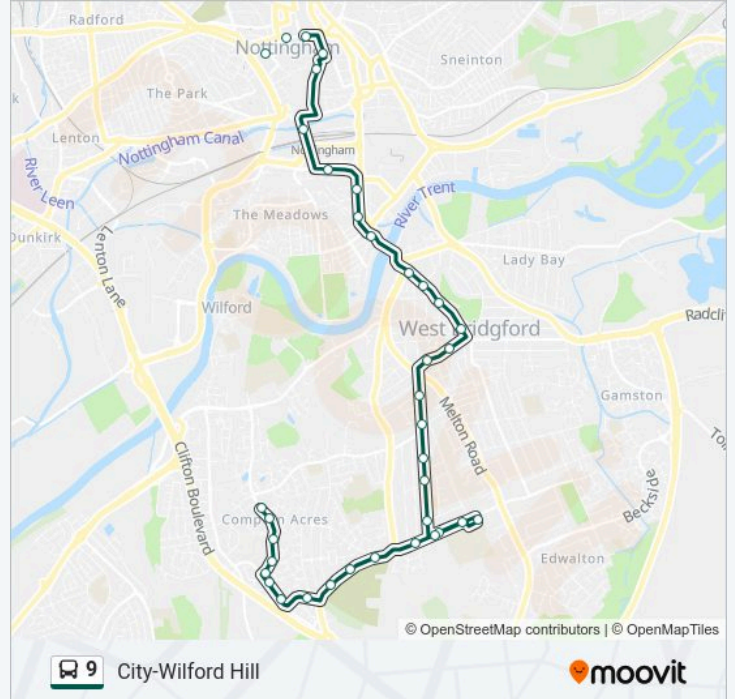 Radford
Nottingham
Sneinton
The Park
k
Lenton
Nottingham Canal
Nottingham
River Leen
River Trent
The Meadows
Dunkirk
Lenton Lane
Lady Bay
Wilford
West Bridgford
Radcli
Gamston
Melton Road
To
Clifton Boulevard
Beckside
Compton Acres
Edwalton
© OpenStreetMap contributors | © OpenMapTiles
9 City-Wilford Hill
moovit